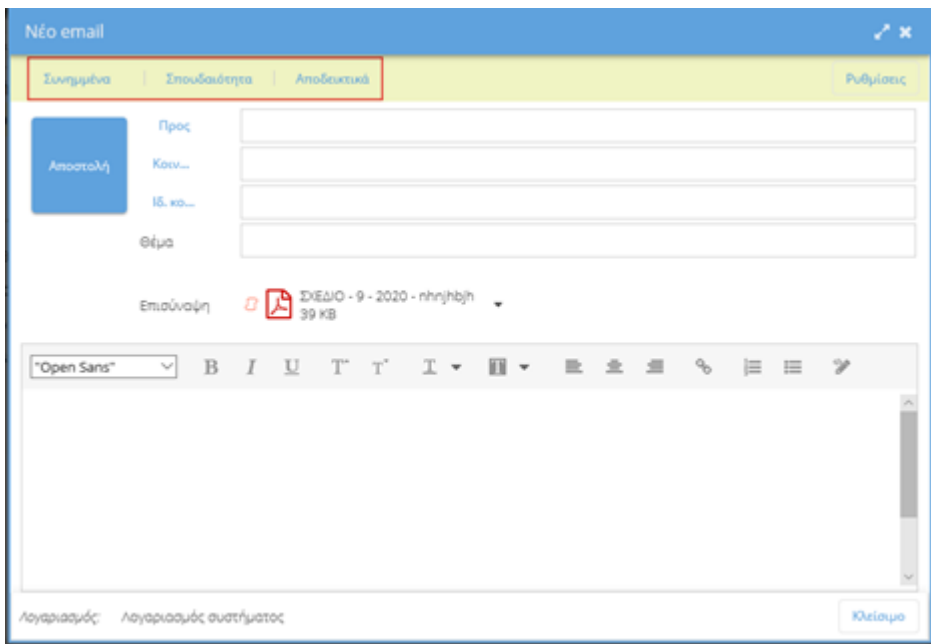 Νέο email
Συνημμένα | Σπουδαιότητα | Αποδεικτικά Ρυθμίσεις
Προς
Αποστολή Κοιν...
Ιδ. κο...
Θέμα
Επισύναψη ΣΧΕΔΙΟ - 9 - 2020 - nhnjhbjh
39 KB
"Open Sans" B I U T T T T
Λογαριασμός: Λογαριασμός συστήματος Κλείσιμο